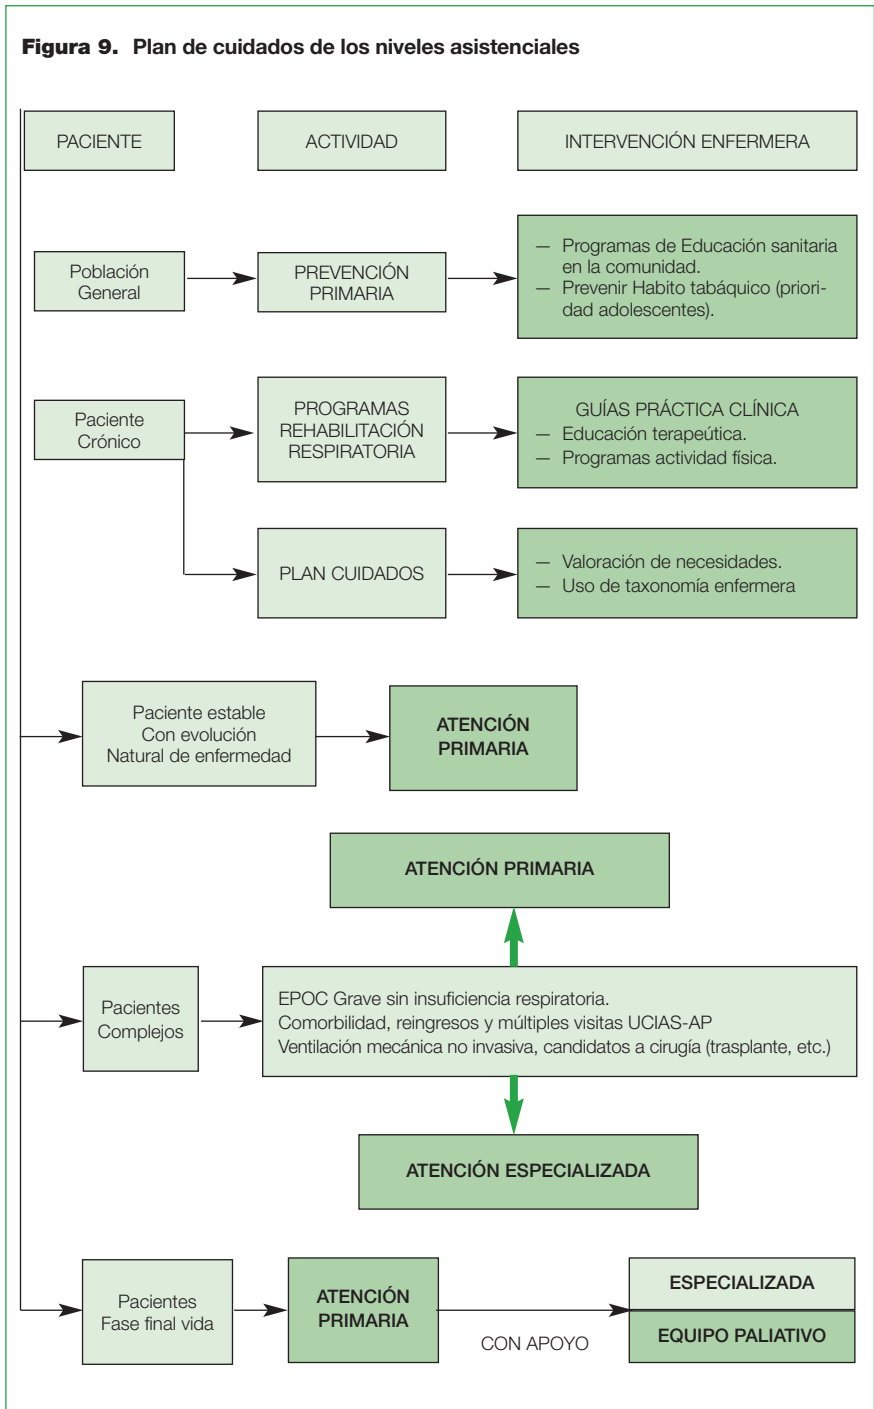 Figura 9. Plan de cuidados de los niveles asistenciales
PACIENTE
ACTIVIDAD
INTERVENCIÓN ENFERMERA
Población
General
PREVENCIÓN
PRIMARIA
— Programas de Educación sanitaria
en la comunidad.
— Prevenir Habito tabáquico (priori-
dad adolescentes).
Paciente
Crónico
PROGRAMAS
REHABILITACIÓN
RESPIRATORIA
GUÍAS PRÁCTICA CLÍNICA
— Educación terapeútica.
— Programas actividad física.
PLAN CUIDADOS
— Valoración de necesidades.
— Uso de taxonomía enfermera
Paciente estable
Con evolución
Natural de enfermedad
ATENCIÓN
PRIMARIA
ATENCIÓN PRIMARIA
Pacientes
Complejos
EPOC Grave sin insuficiencia respiratoria.
Comorbilidad, reingresos y múltiples visitas UCIAS-AP
Ventilación mecánica no invasiva, candidatos a cirugía (trasplante, etc.)
ATENCIÓN ESPECIALIZADA
Pacientes
Fase final vida
ATENCIÓN
PRIMARIA
CON APOYO
ESPECIALIZADA
EQUIPO PALIATIVO